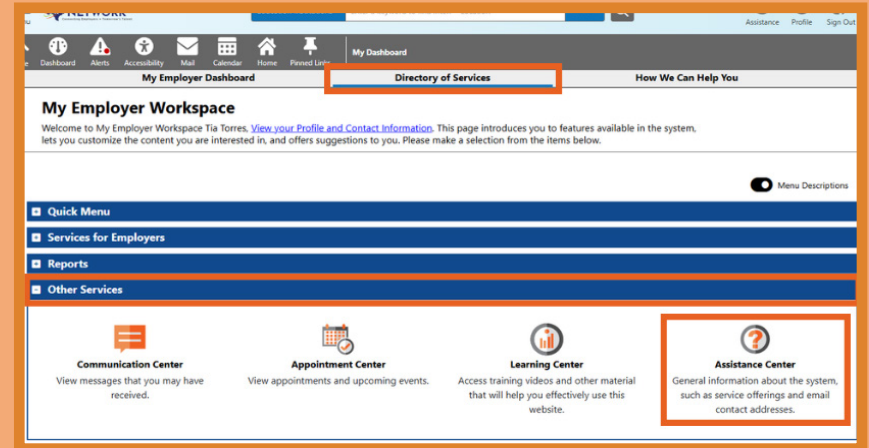 NETWORK
Assistance Profile Sign Out
Dashboard Alerts Accessibility Mail Calendar Home Pinned Links My Dashboard
My Employer Dashboard Directory of Services How We Can Help You
My Employer Workspace
Welcome to My Employer Workspace Tia Torres, View your Profile and Contact Information. This page introduces you to features available in the system,
lets you customize the content you are interested in, and offers suggestions to you. Please make a selection from the items below.
Menu Descriptions
Quick Menu
Services for Employers
Reports
Other Services
Communication Center
View messages that you may have
received.
Appointment Center
View appointments and upcoming events.
Learning Center
Access training videos and other material
that will help you effectively use this
website.
Assistance Center
General information about the system,
such as service offerings and email
contact addresses.